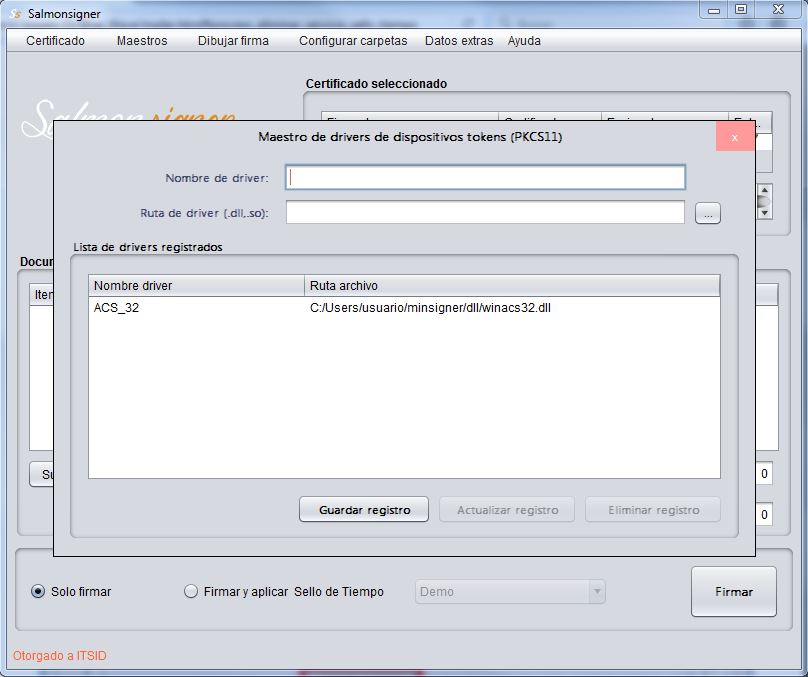 Salmonsigner
Certificado Maestros Dibujar firma Configurar carpetas Datos extras Ayuda
Certificado seleccionado
Maestro de drivers de dispositivos tokens (PKCS11)
x
Nombre de driver:
Ruta de driver (.dll,.so):
...
Lista de drivers registrados
Nombre driver Ruta archivo
ACS_32 C:/Users/usuario/minsigner/dll/winacs32.dll
Guardar registro Actualizar registro Eliminar registro
0
0
Solo firmar Firmar y aplicar Sello de Tiempo Demo Firmar
Otorgado a ITSID